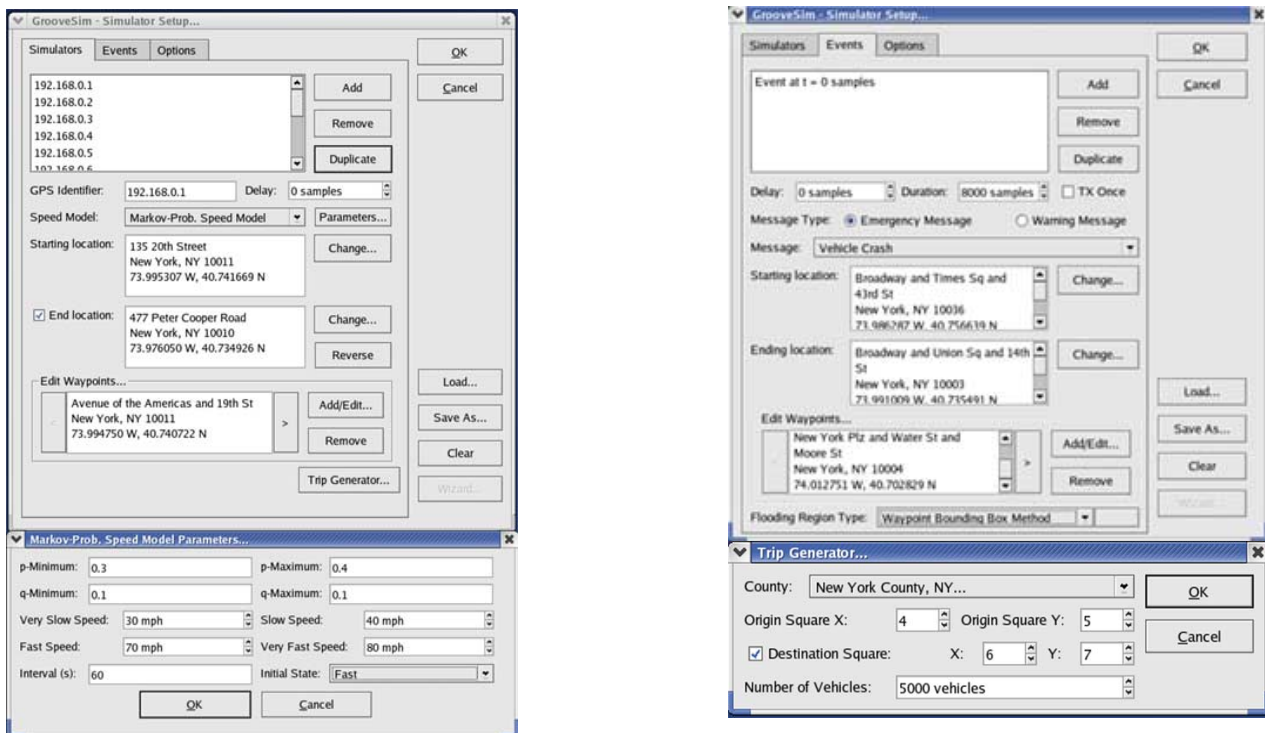 GrooveSim - Simulator Setup...
Simulators Events Options
OK
Cancel
192.168.0.1
192.168.0.2
192.168.0.3
192.168.0.4
192.168.0.5
192.168.0.6
Add
Remove
Duplicate
GPS Identifier: 192.168.0.1 Delay: 0 samples
Speed Model: Markov-Prob. Speed Model Parameters...
Starting location: 135 20th Street
New York, NY 10011
73.995307 W, 40.741669 N
Change...
End location: 477 Peter Cooper Road
New York, NY 10010
73.976050 W, 40.734926 N
Change...
Reverse
Edit Waypoints...
< Avenue of the Americas and 19th St
New York, NY 10011
73.994750 W, 40.740722 N
>
Add/Edit...
Remove
Trip Generator...
Load...
Save As...
Clear
Wizard...
Markov-Prob. Speed Model Parameters...
p-Minimum: 0.3 p-Maximum: 0.4
q-Minimum: 0.1 q-Maximum: 0.1
Very Slow Speed: 30 mph Slow Speed: 40 mph
Fast Speed: 70 mph Very Fast Speed: 80 mph
Interval (s): 60 Initial State: Fast
OK Cancel
GrooveSim - Simulator Setup...
Simulators Events Options
OK
Cancel
Event at t = 0 samples
Add
Remove
Duplicate
Delay: 0 samples Duration: 8000 samples TX Once
Message Type: Emergency Message Warning Message
Message: Vehicle Crash
Starting location: Broadway and Times Sq and
43rd St
New York, NY 10036
73.986287 W, 40.756639 N
Change...
Ending location: Broadway and Union Sq and 14th
St
New York, NY 10003
73.991009 W, 40.735491 N
Change...
Edit Waypoints...
New York Plz and Water St and
Moore St
New York, NY 10004
74.012751 W, 40.702829 N
>
Add/Edit...
Remove
Flooding Region Type: Waypoint Bounding Box Method
Load...
Save As...
Clear
Wizard...
Trip Generator...
County: New York County, NY...
Origin Square X: 4 Origin Square Y: 5
Destination Square: X: 6 Y: 7
Number of Vehicles: 5000 vehicles
OK
Cancel